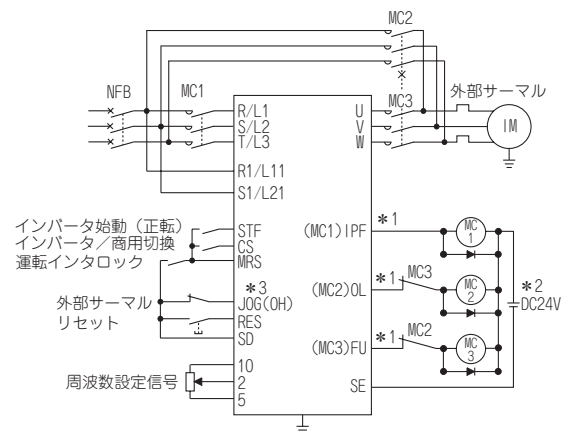 MC2
NFB
MC1
MC3
外部サーマル
R/L1
S/L2
T/L3
R1/L11
S1/L21
U
V
W
IM
インバータ始動（正転）
インバータ／商用切換
運転インタロック
STF
CS
MRS
外部サーマル
リセット
＊3
JOG(OH)
RES
SD
周波数設定信号
10
2
5
(MC1)IPF
＊1
MC
1
(MC2)OL
＊1
MC3
MC
2
＊2
DC24V
(MC3)FU
＊1
MC2
MC
3
SE